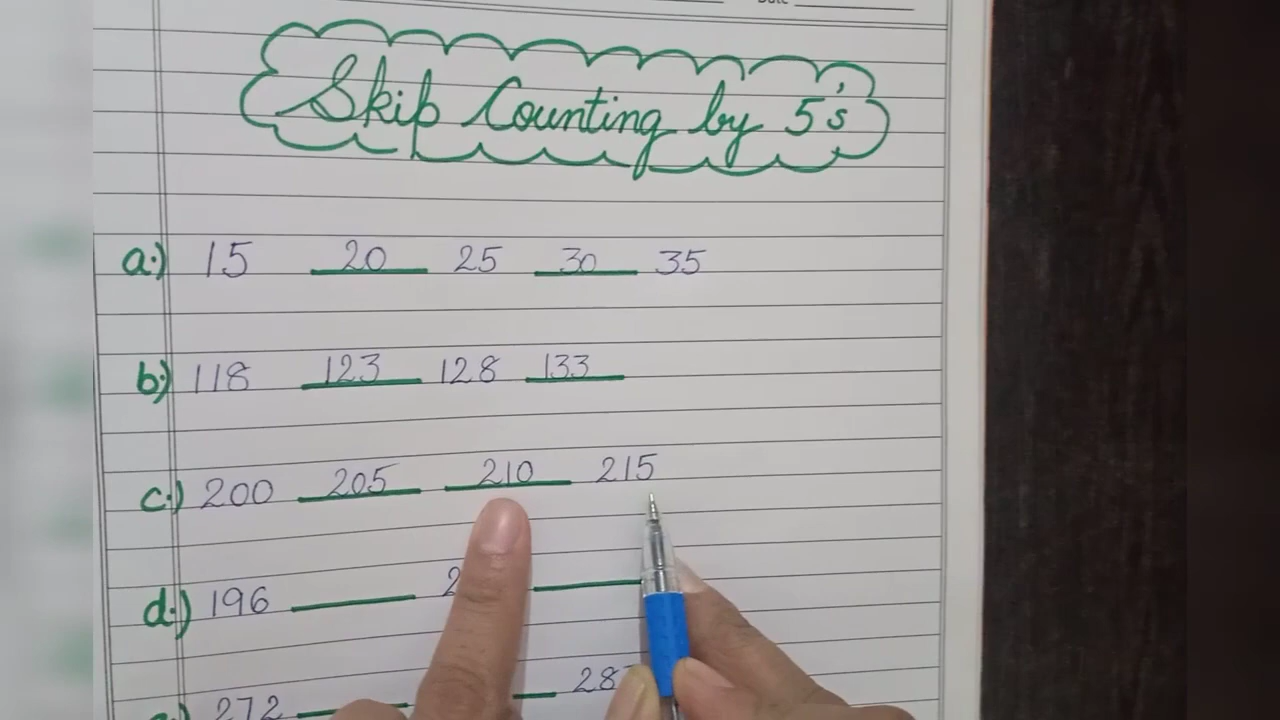 Skip Counting by 5's
a.) 15 20 25 30 35
b.) 118 123 128 133
c.) 200 205 210 215
d.) 196
272